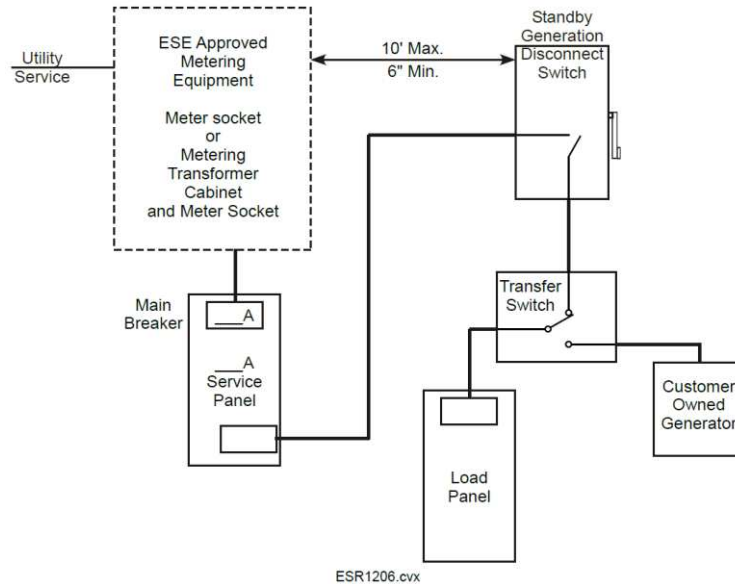 Utility
Service
ESE Approved
Metering
Equipment
Meter socket
or
Metering
Transformer
Cabinet
and Meter Socket
10' Max.
6" Min.
Standby
Generation
Disconnect
Switch
Main
Breaker
___A
___A
Service
Panel
Transfer
Switch
Load
Panel
Customer
Owned
Generator
ESR1206.cvx